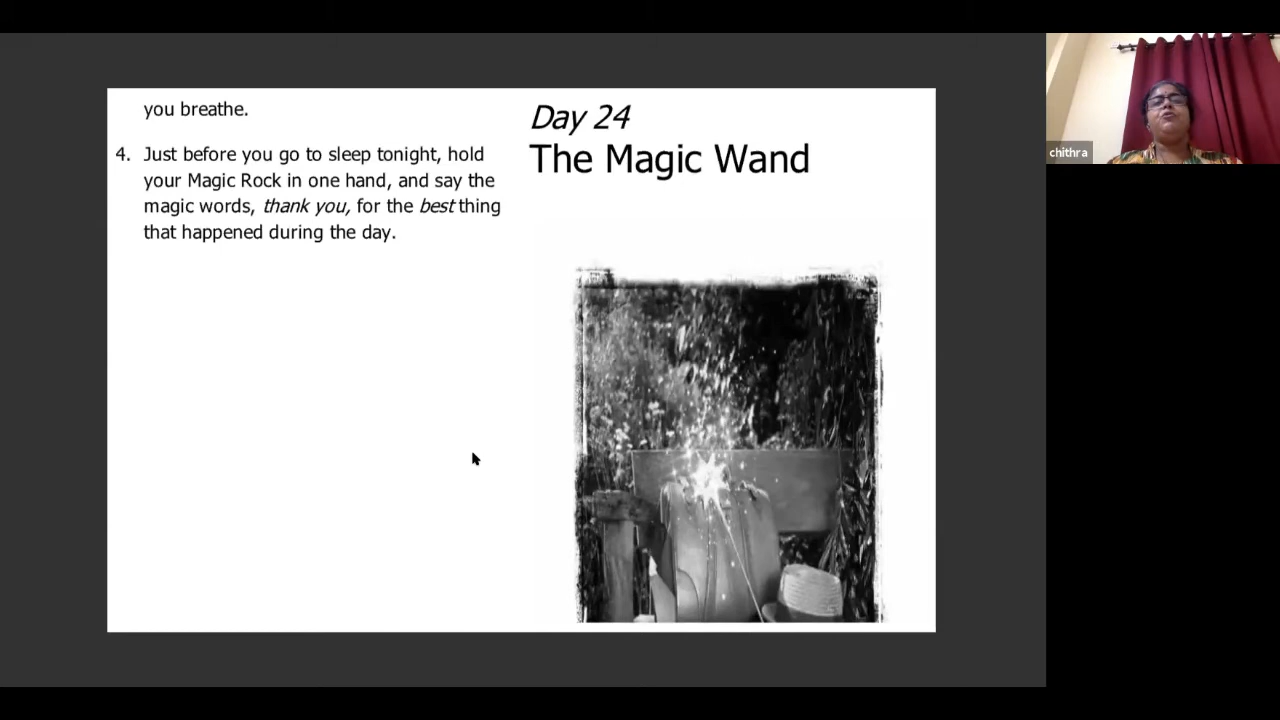 you breathe.
4. Just before you go to sleep tonight, hold
your Magic Rock in one hand, and say the
magic words, thank you, for the best thing
that happened during the day.
Day 24
The Magic Wand
chithra